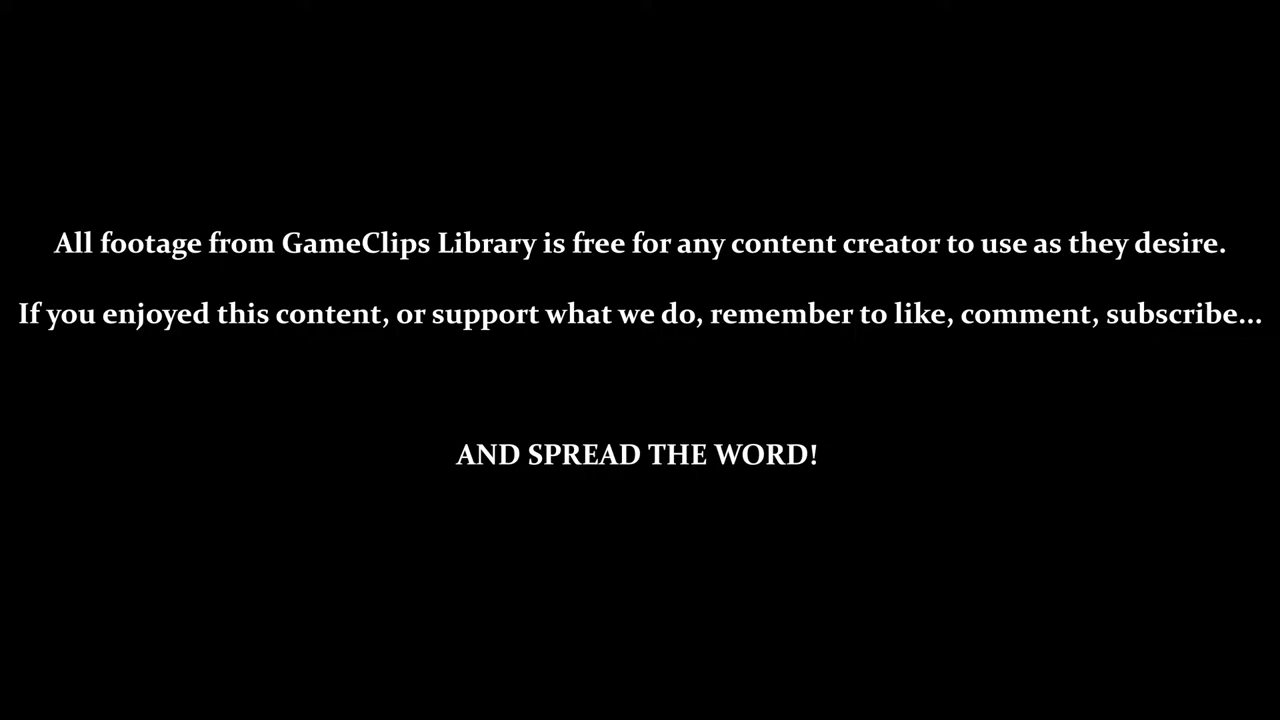 All footage from GameClips Library is free for any content creator to use as they desire.
If you enjoyed this content, or support what we do, remember to like, comment, subscribe...
AND SPREAD THE WORD!